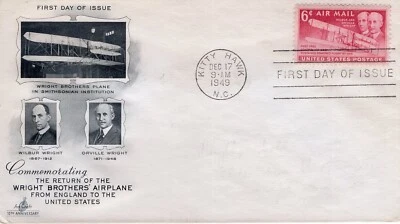 FIRST DAY OF ISSUE
WRIGHT BROTHERS PLANE
IN SMITHSONIAN INSTITUTION
WILBUR WRIGHT
1867-1912
ORVILLE WRIGHT
1871-1948
Commemorating
THE RETURN OF THE
WRIGHT BROTHERS' AIRPLANE
FROM ENGLAND TO THE
UNITED STATES
ANNIVERSARY
KITTY HAWK
DEC 17
9-AM
1949
N.C.
FIRST DAY OF ISSUE
6¢ AIR MAIL
UNITED STATES POSTAGE